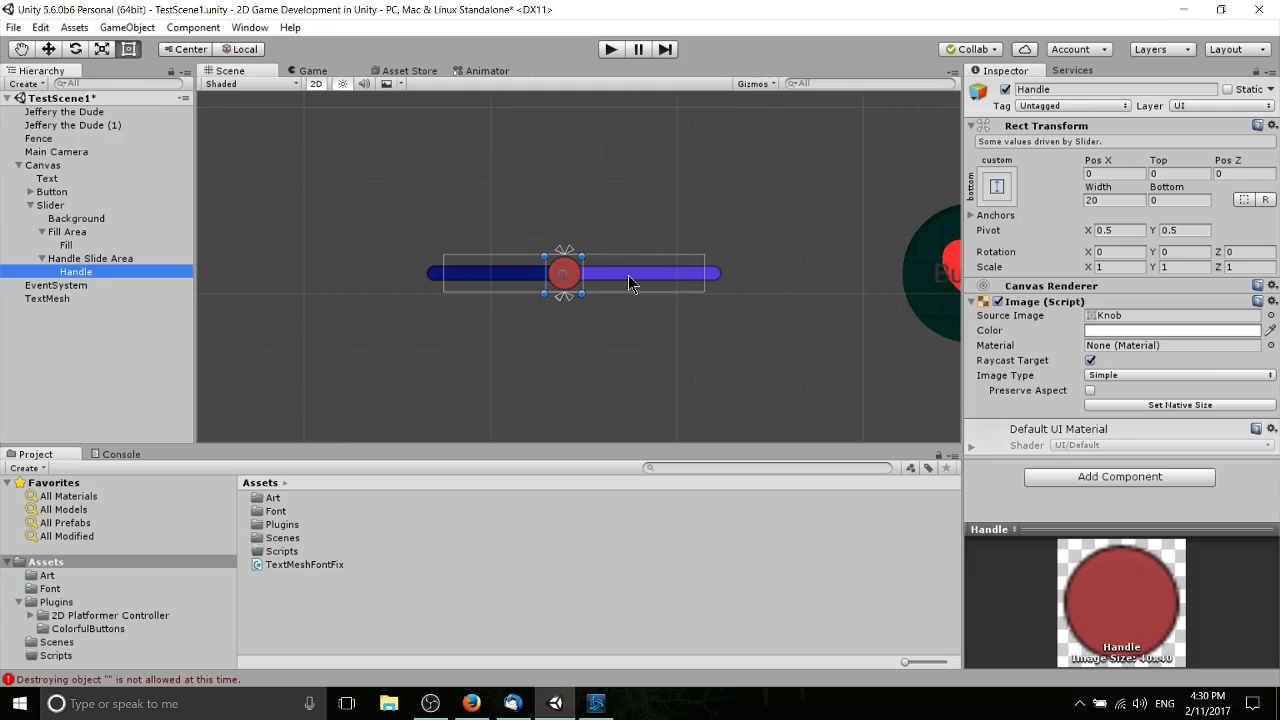 Unity 5.6.0b6 Personal (64bit) - TestScene1.unity - 2D Game Development in Unity - PC, Mac & Linux Standalone* <DX11>
File Edit Assets GameObject Component Window Help
Center Local Collab Account Layers Layout
Hierarchy
Create All
TestScene1*
Jeffery the Dude
Jeffery the Dude (1)
Fence
Main Camera
Canvas
Text
Button
Slider
Background
Fill Area
Fill
Handle Slide Area
Handle
EventSystem
TextMesh
Scene Game Asset Store Animator
Shaded 2D Gizmos All
Bu
Inspector Services
Handle Static
Tag Untagged Layer UI
Rect Transform
Some values driven by Slider.
custom Pos X Top Pos Z
bottom 0 0 0
Width Bottom
20 0 R
Anchors
Pivot X 0.5 Y 0.5
Rotation X 0 Y 0 Z 0
Scale X 1 Y 1 Z 1
Canvas Renderer
Image (Script)
Source Image Knob
Color
Material None (Material)
Raycast Target
Image Type Simple
Preserve Aspect
Set Native Size
Default UI Material
Shader UI/Default
Add Component
Handle
Handle
Image Size: 40x40
Project Console
Create
Favorites
All Materials
All Models
All Prefabs
All Modified
Assets
Art
Font
Plugins
2D Platformer Controller
ColorfulButtons
Scenes
Scripts
Assets
Art
Font
Plugins
Scenes
Scripts
TextMeshFontFix
Destroying object "" is not allowed at this time.
Type here to search
ENG
4:30 PM
2/11/2017